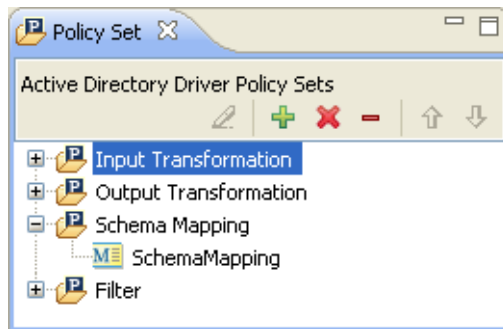 Policy Set
Active Directory Driver Policy Sets
Input Transformation
Output Transformation
Schema Mapping
SchemaMapping
Filter